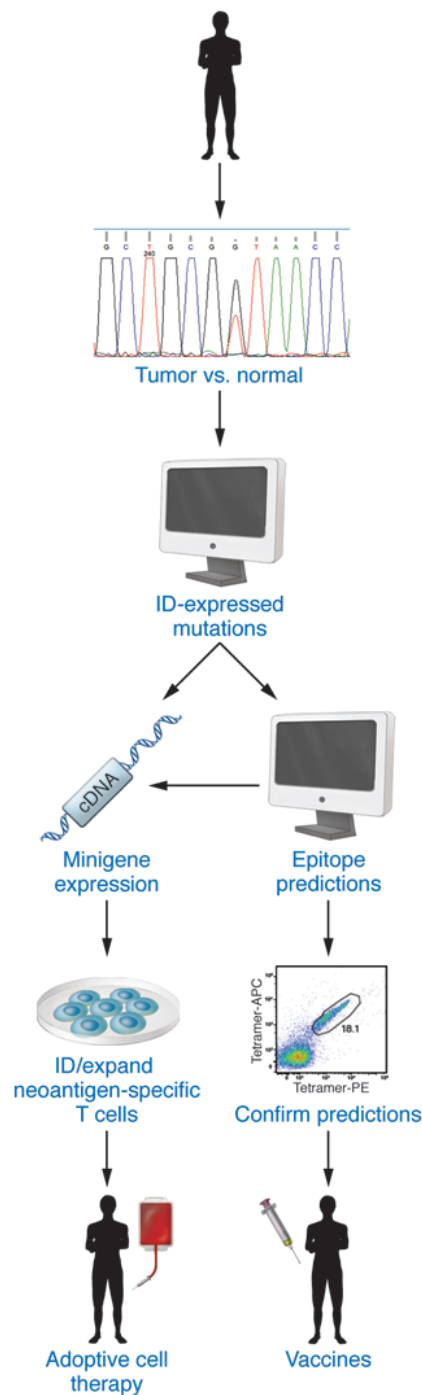 G C T G C G G T A A C C
240
Tumor vs. normal
ID-expressed
mutations
cDNA
Minigene
expression
Epitope
predictions
Tetramer-APC
18.1
Tetramer-PE
ID/expand
neoantigen-specific
T cells
Confirm predictions
Adoptive cell
therapy
Vaccines